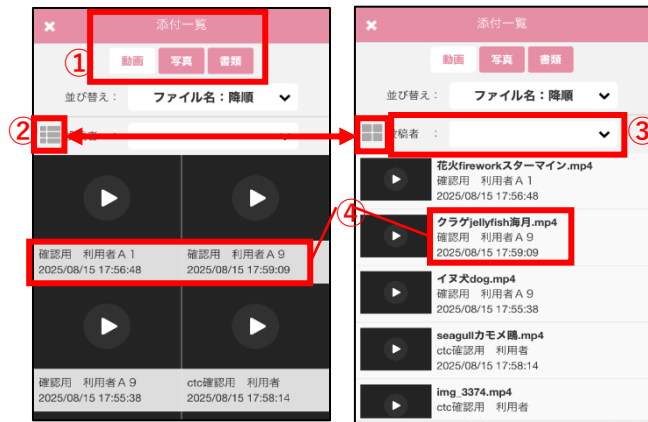 添付一覧
①
動画 写真 書類
並び替え： ファイル名：降順
②
者 ：
確認用 利用者Ａ１
2025/08/15 17:56:48
確認用 利用者Ａ９
2025/08/15 17:59:09
確認用 利用者Ａ９
2025/08/15 17:55:38
ctc確認用 利用者
2025/08/15 17:58:14
添付一覧
動画 写真 書類
並び替え： ファイル名：降順
稿者 ：
③
花火fireworkスターマイン.mp4
確認用 利用者Ａ１
2025/08/15 17:56:48
④
クラゲjellyfish海月.mp4
確認用 利用者Ａ９
2025/08/15 17:59:09
イヌ犬dog.mp4
確認用 利用者Ａ９
2025/08/15 17:55:38
seagullカモメ鴎.mp4
ctc確認用 利用者
2025/08/15 17:58:14
img_3374.mp4
ctc確認用 利用者